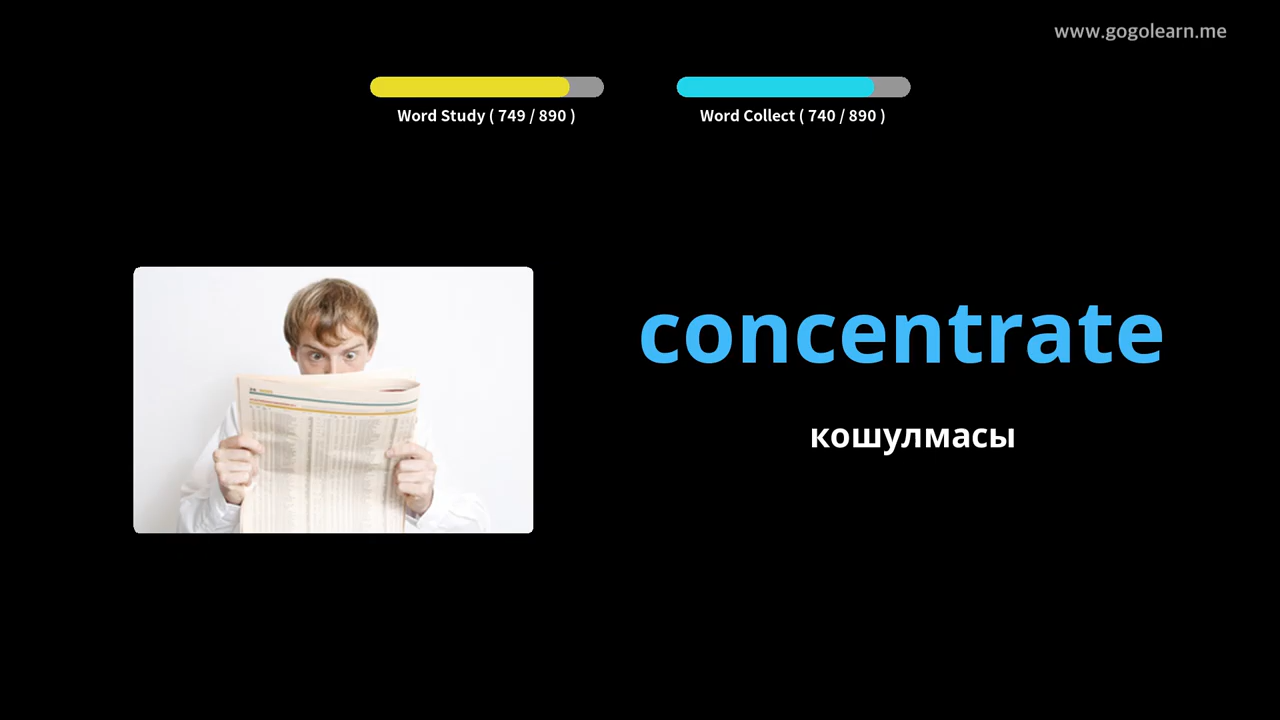 www.gogolearn.me
Word Study ( 749 / 890 )
Word Collect ( 740 / 890 )
concentrate
кошулмасы